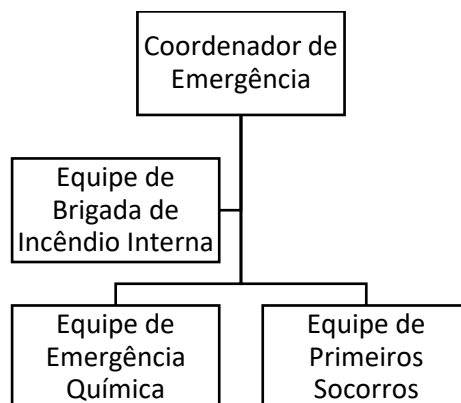 Coordenador de
Emergência
Equipe de
Brigada de
Incêndio Interna
Equipe de
Emergência
Química
Equipe de
Primeiros
Socorros